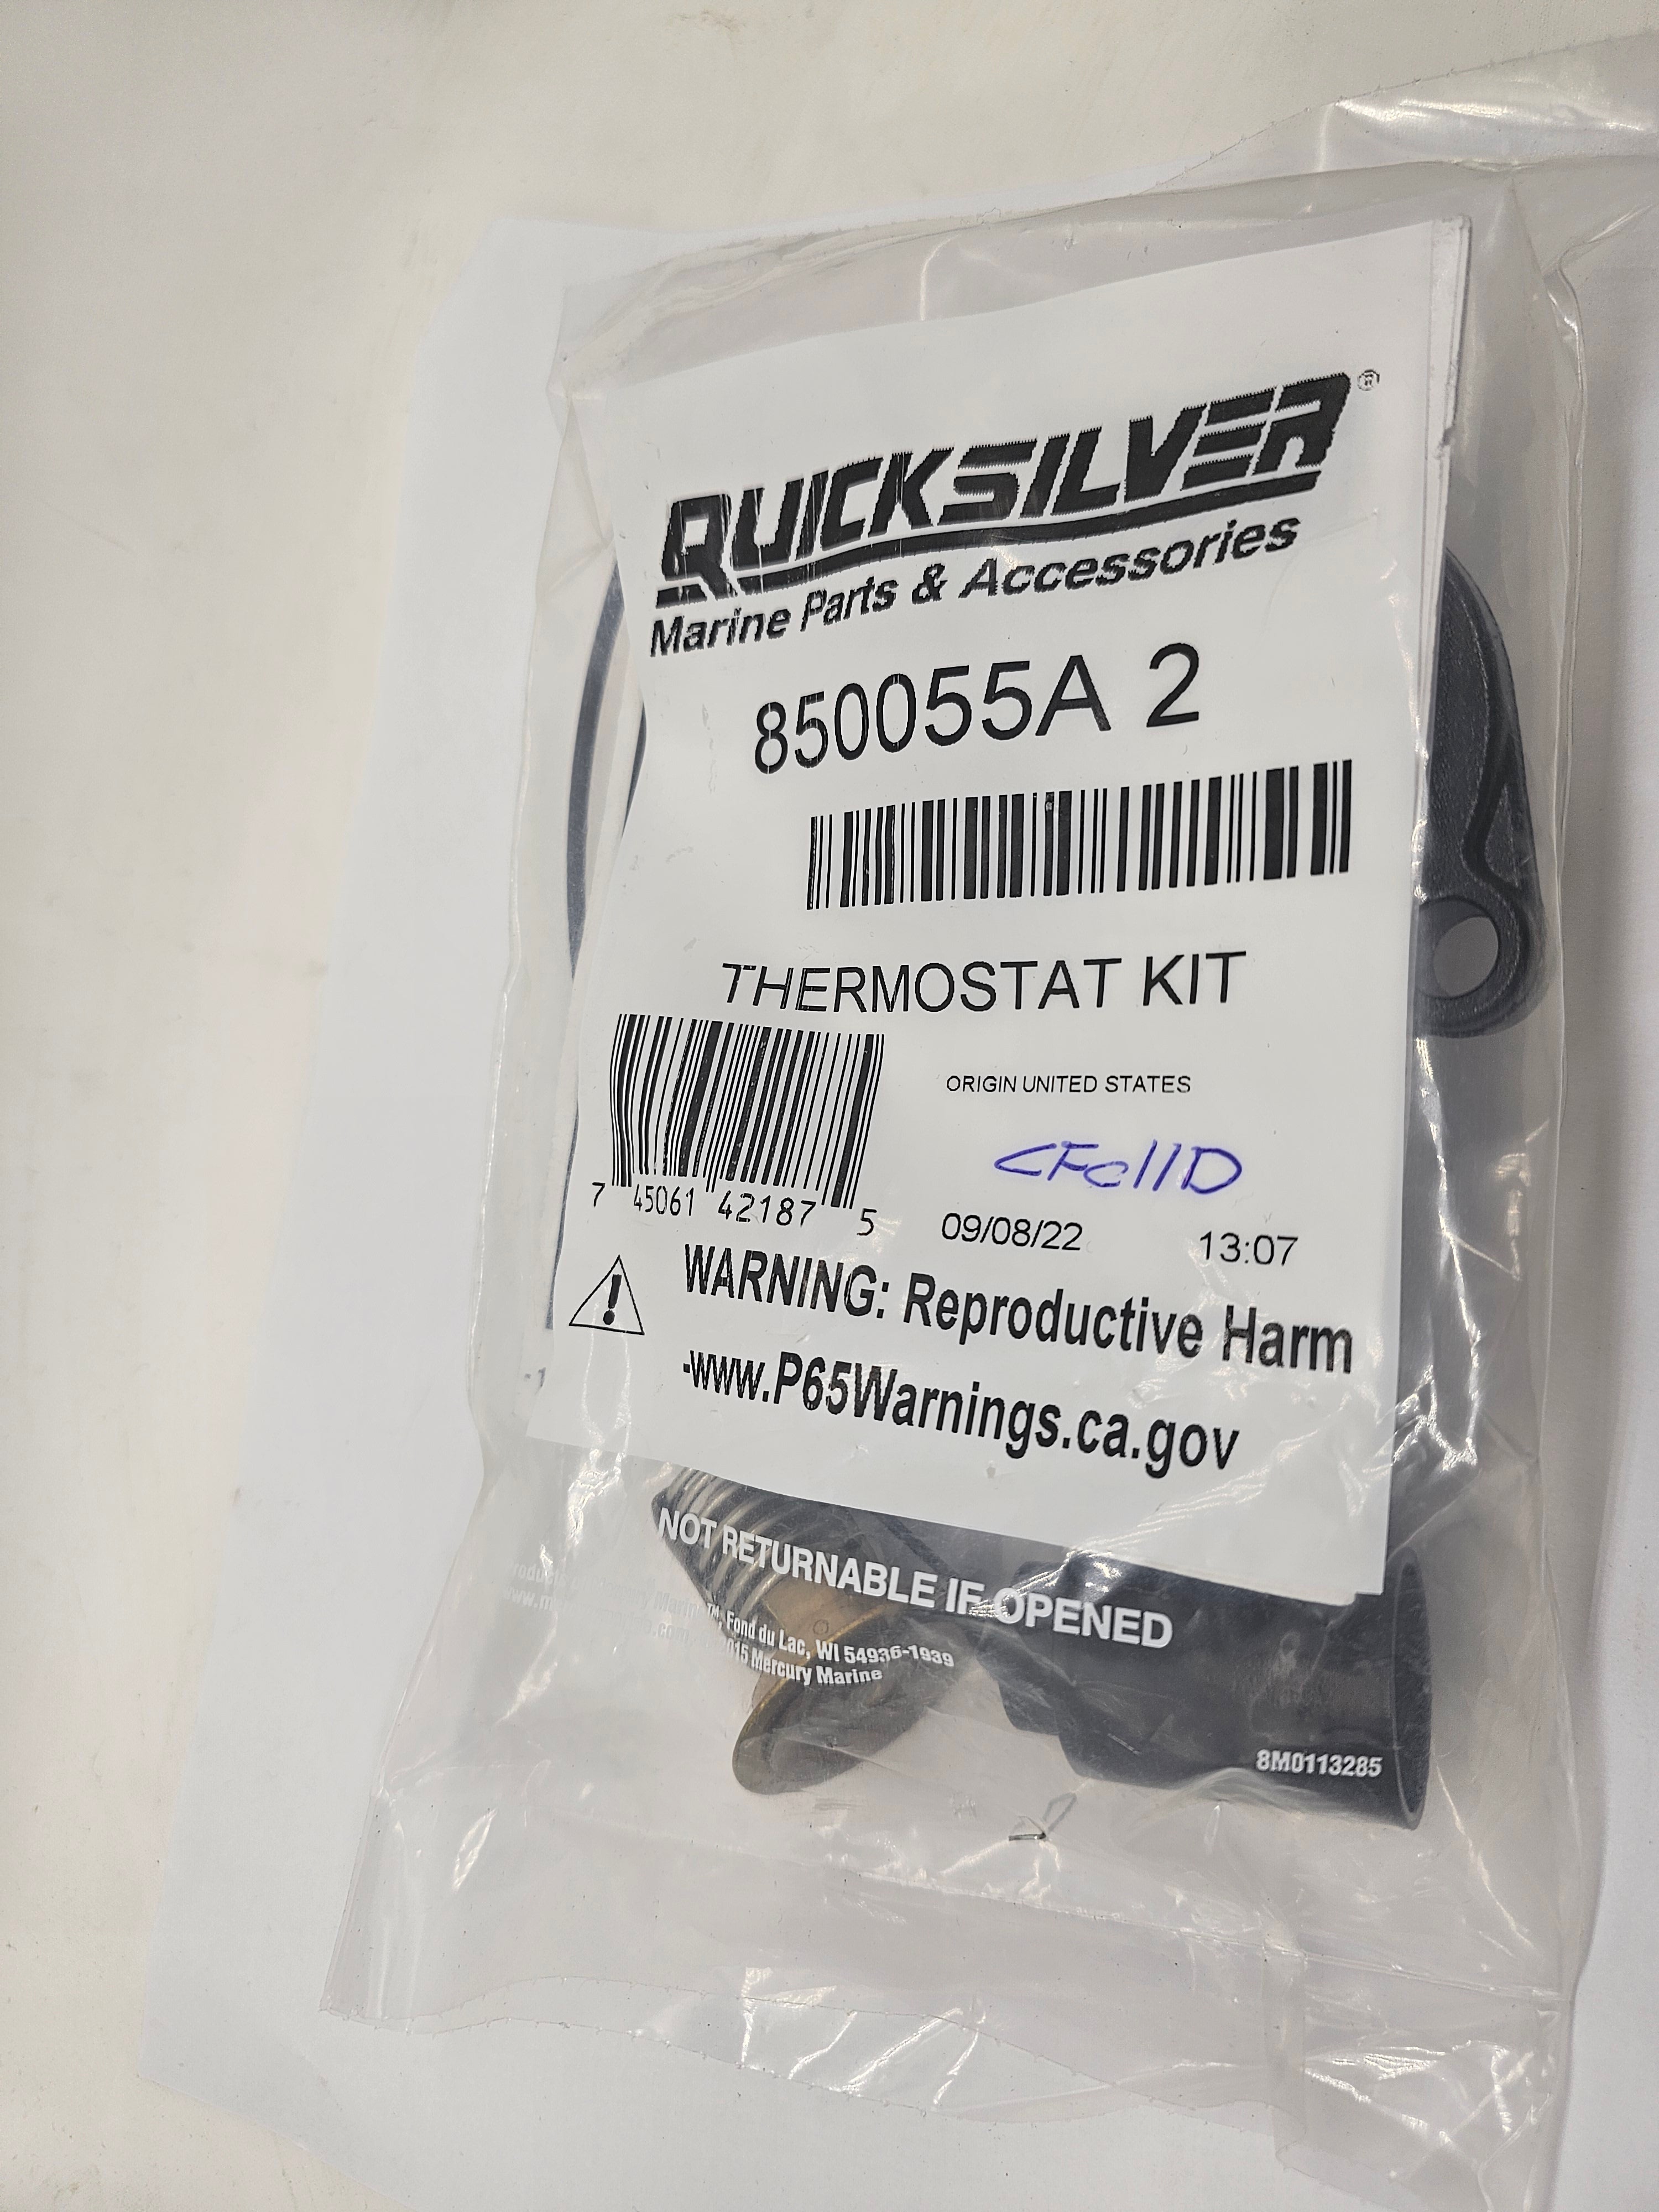 QUICKSILVER®
Marine Parts & Accessories
850055A 2
THERMOSTAT KIT
ORIGIN UNITED STATES
CFC11D
7 45061 42187 5
09/08/22 13:07
WARNING: Reproductive Harm
-www.P65Warnings.ca.gov
NOT RETURNABLE IF OPENED
Fond du Lac, WI 54936-1939
Mercury Marine
8M0113285